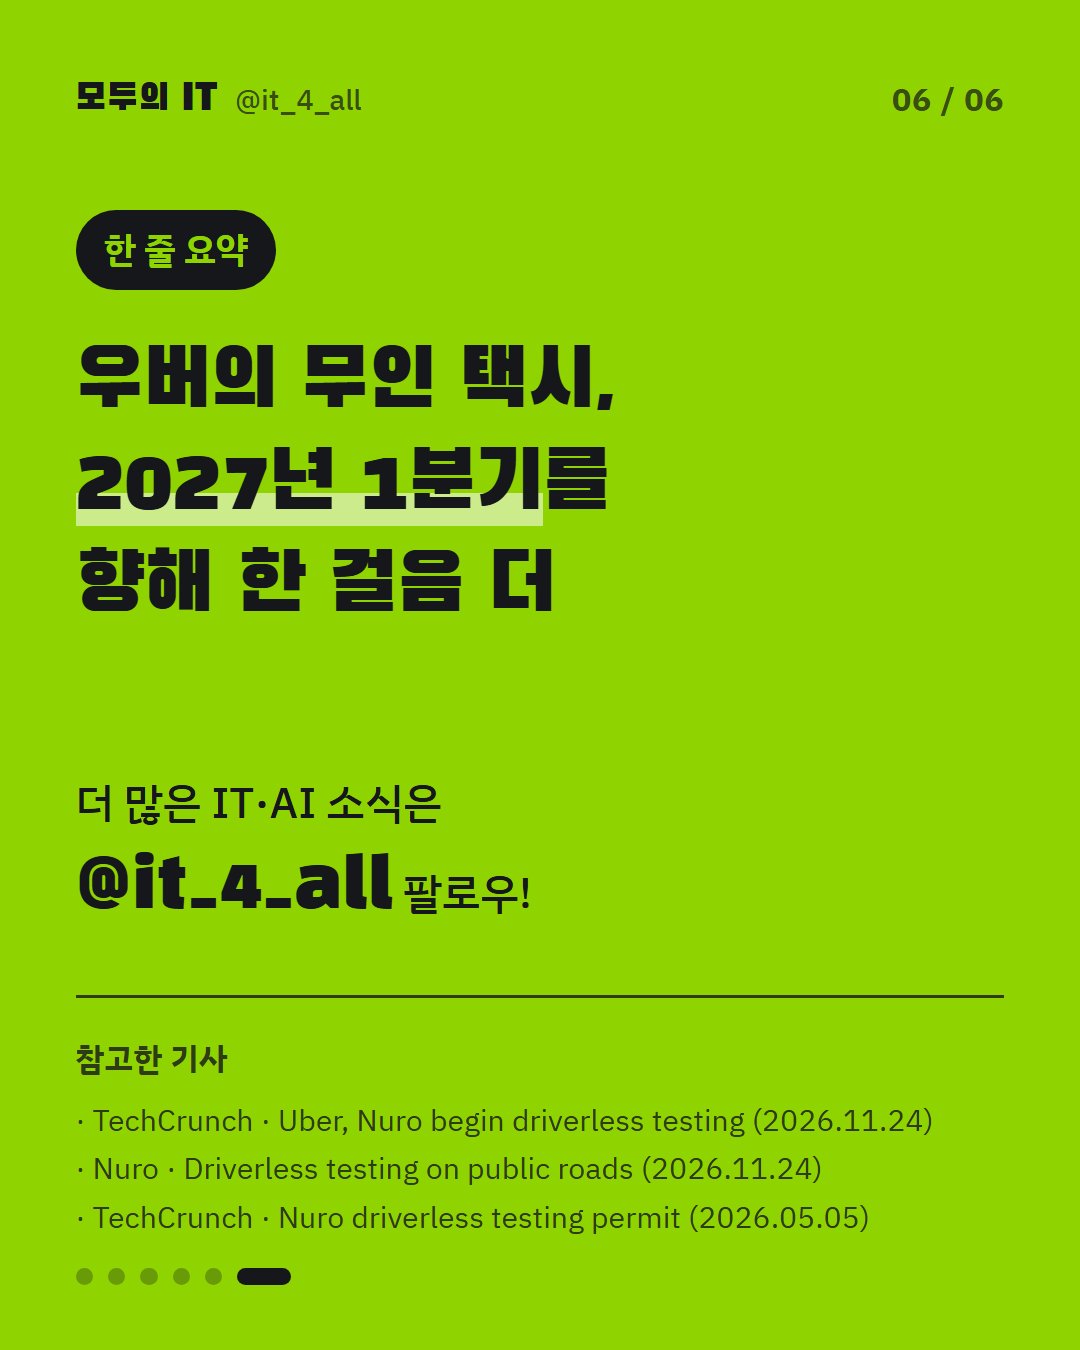 모두의 IT @it_4_all
06 / 06
한 줄 요약
우버의 무인 택시,
2027년 1분기를
향해 한 걸음 더
더 많은 IT·AI 소식은
@it_4_all 팔로우!
참고한 기사
· TechCrunch · Uber, Nuro begin driverless testing (2026.11.24)
· Nuro · Driverless testing on public roads (2026.11.24)
· TechCrunch · Nuro driverless testing permit (2026.05.05)